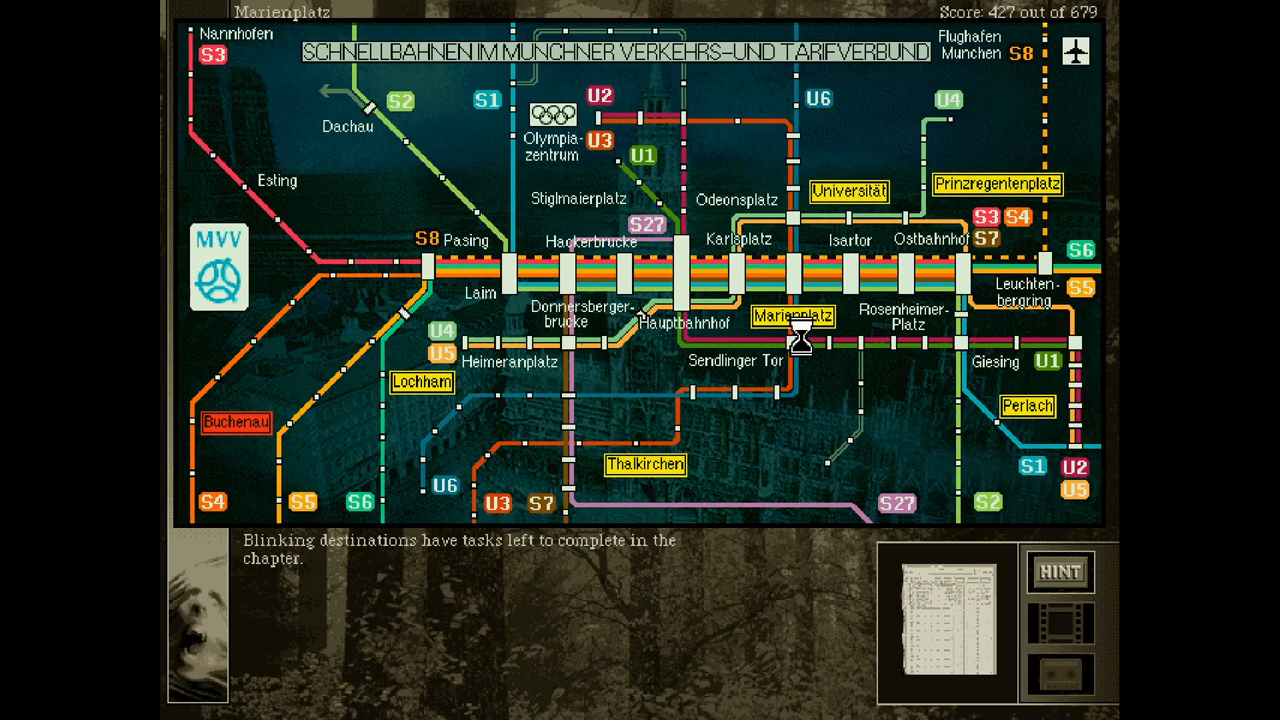 Marienplatz
Score: 427 out of 679
Nannhofen
S3
SCHNELLBAHNEN IM MUNCHNER VERKEHRS-UND TARIFVERBUND
Flughafen
Munchen
S8
S2
S1
U2
U6
U4
Dachau
Olympia-
zentrum
U3
U1
Esting
Stiglmaierplatz
Odeonsplatz
Universität
Prinzregentenplatz
S27
S3
S4
MVV
S8
Pasing
Hackerbrucke
Karlsplatz
Isartor
Ostbahnhof
S7
S6
Laim
Donnersberger-
brucke
Hauptbahnhof
Marienplatz
Rosenheimer-
Platz
Leuchten-
bergring
S5
U4
U5
Heimeranplatz
Sendlinger Tor
Giesing
U1
Lochham
Buchenau
Perlach
Thalkirchen
S1
U2
U5
S4
S5
S6
U6
U3
S7
S27
S2
Blinking destinations have tasks left to complete in the
chapter.
HINT